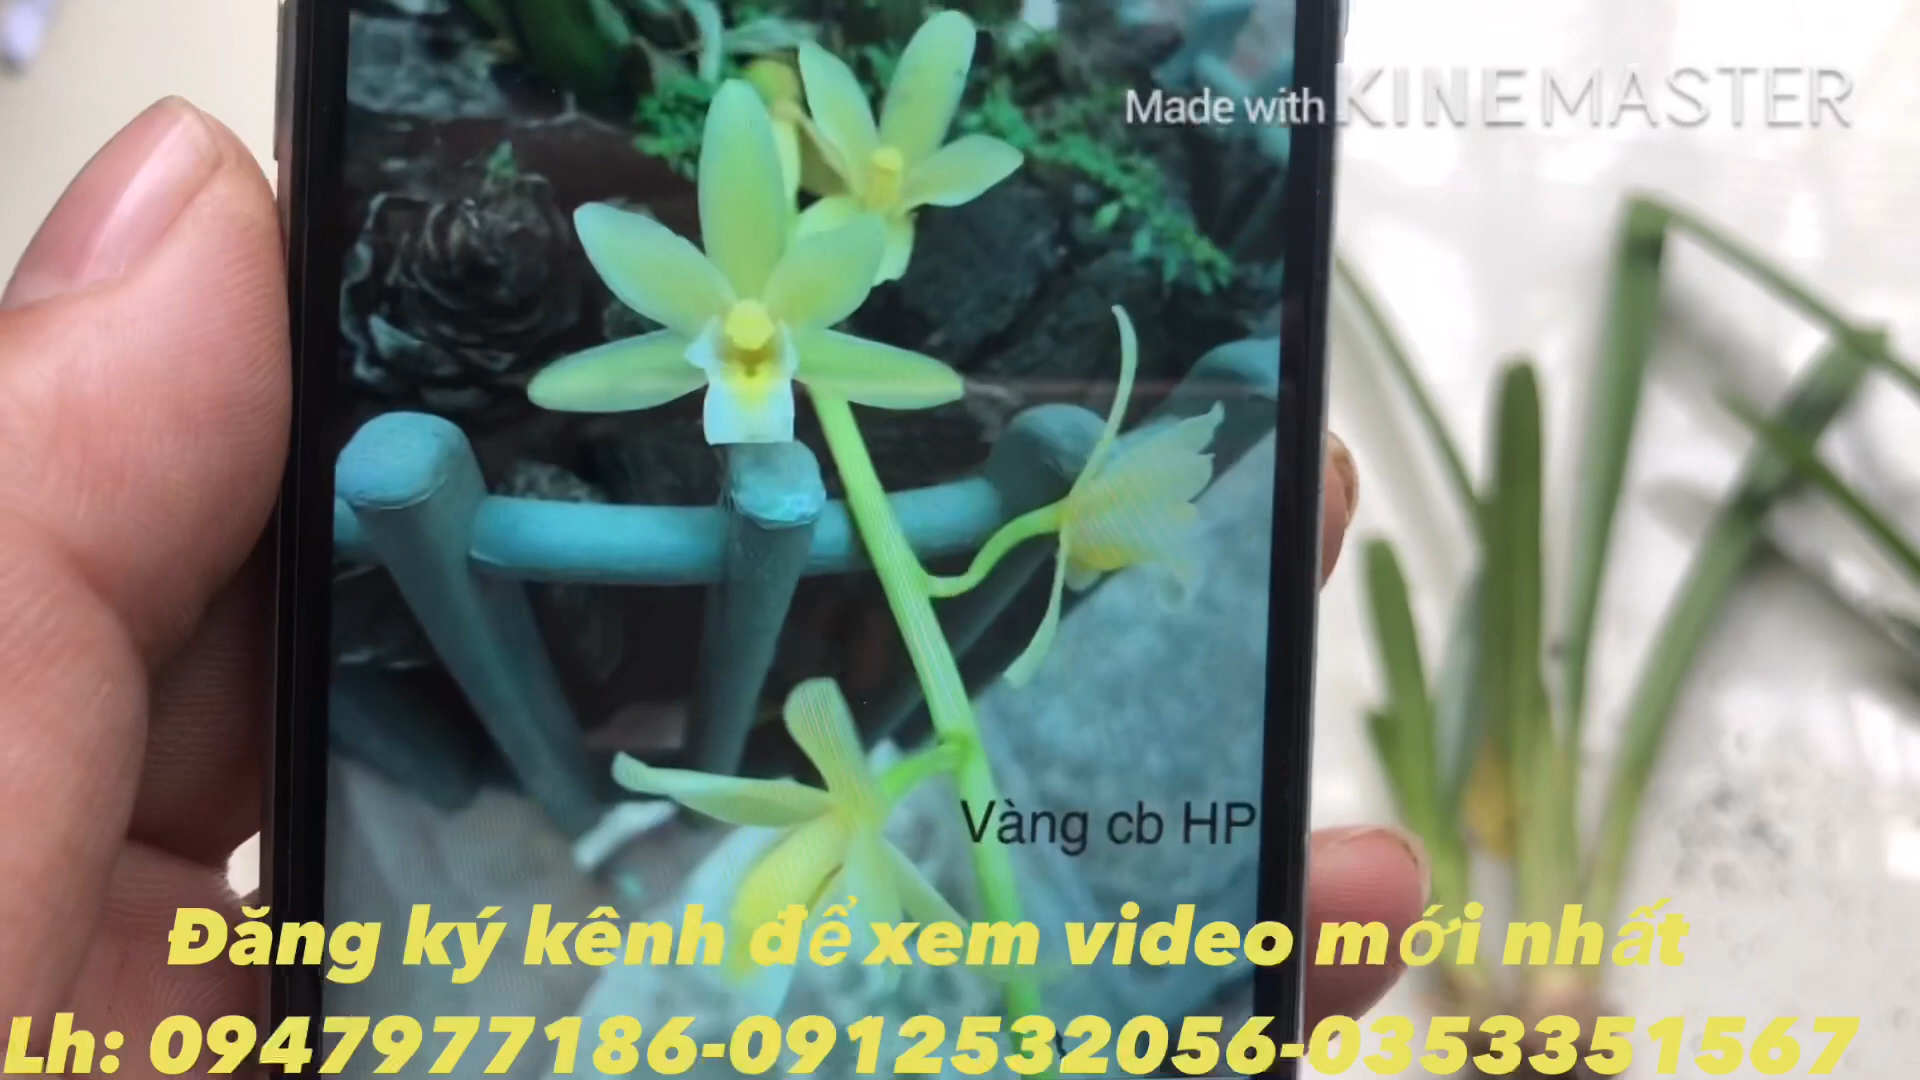 Made with KINEMASTER
Vàng cb HP
Đăng ký kênh để xem video mới nhất
Lh: 0947977186-0912532056-0353351567